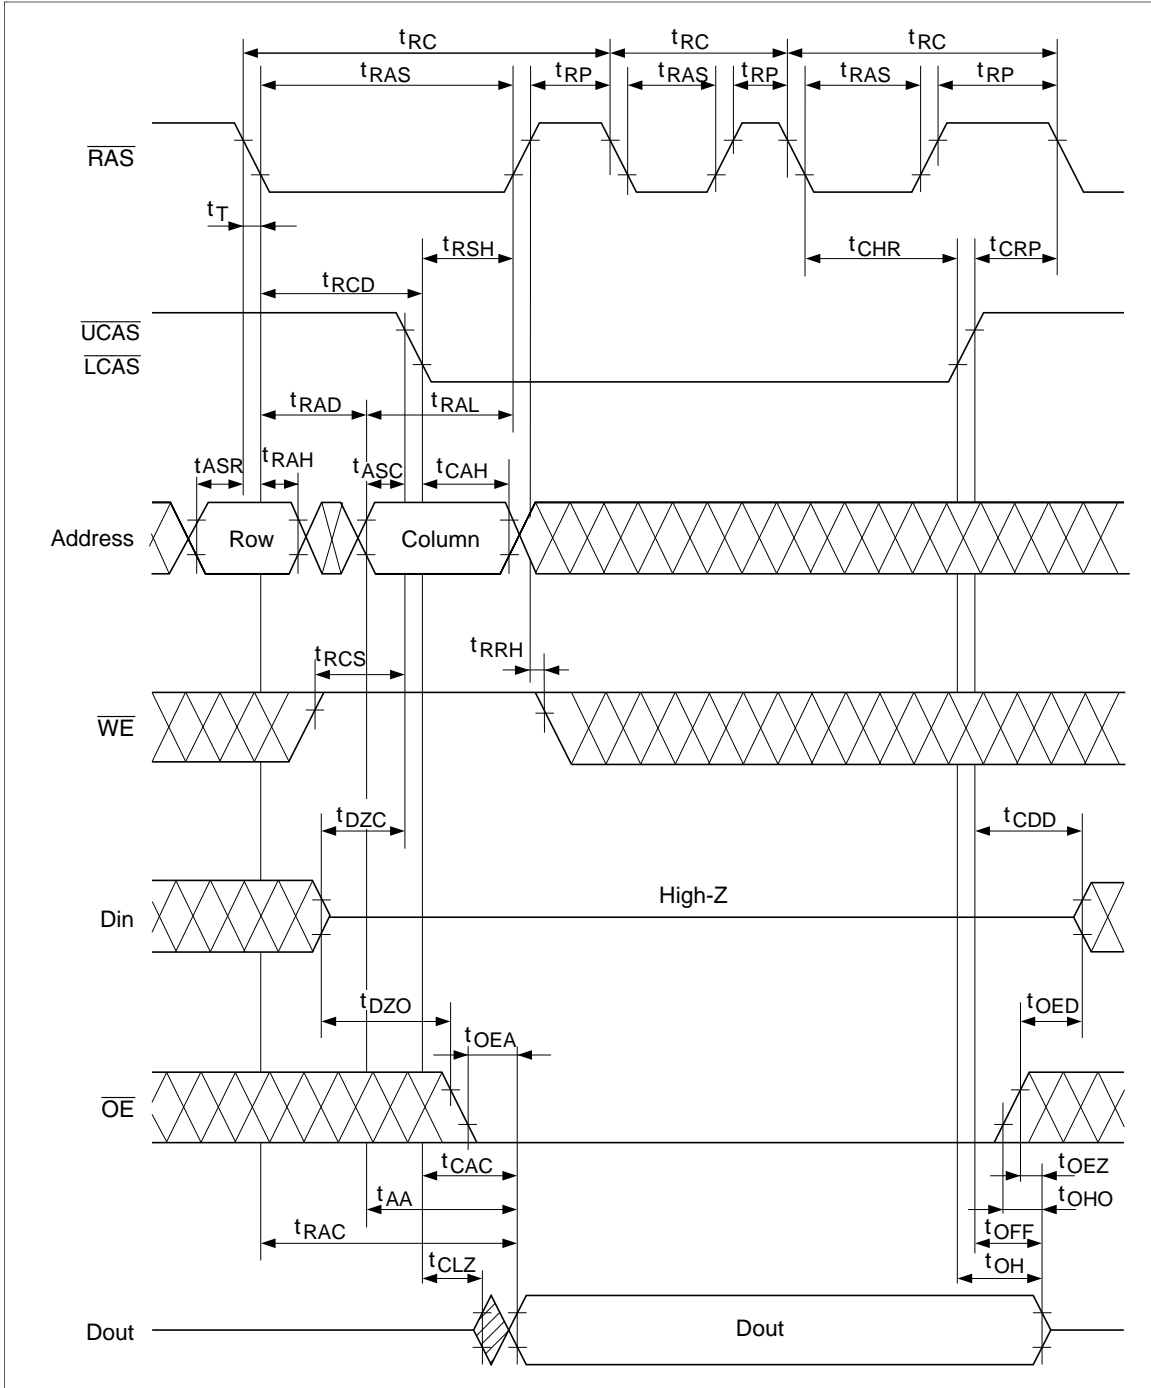 tRC tRC tRC
tRAS tRP tRAS tRP tRAS tRP
RAS
tT
tRSH tCHR tCRP
tRCD
UCAS
LCAS
tRAD tRAL
tASR tRAH tASC tCAH
Address Row Column
tRCS tRRH
WE
tDZC tCDD
High-Z
Din
tDZO tOED
tOEA
OE
tCAC tOEZ
tAA tOHO
tRAC tOFF
tCLZ tOH
Dout Dout